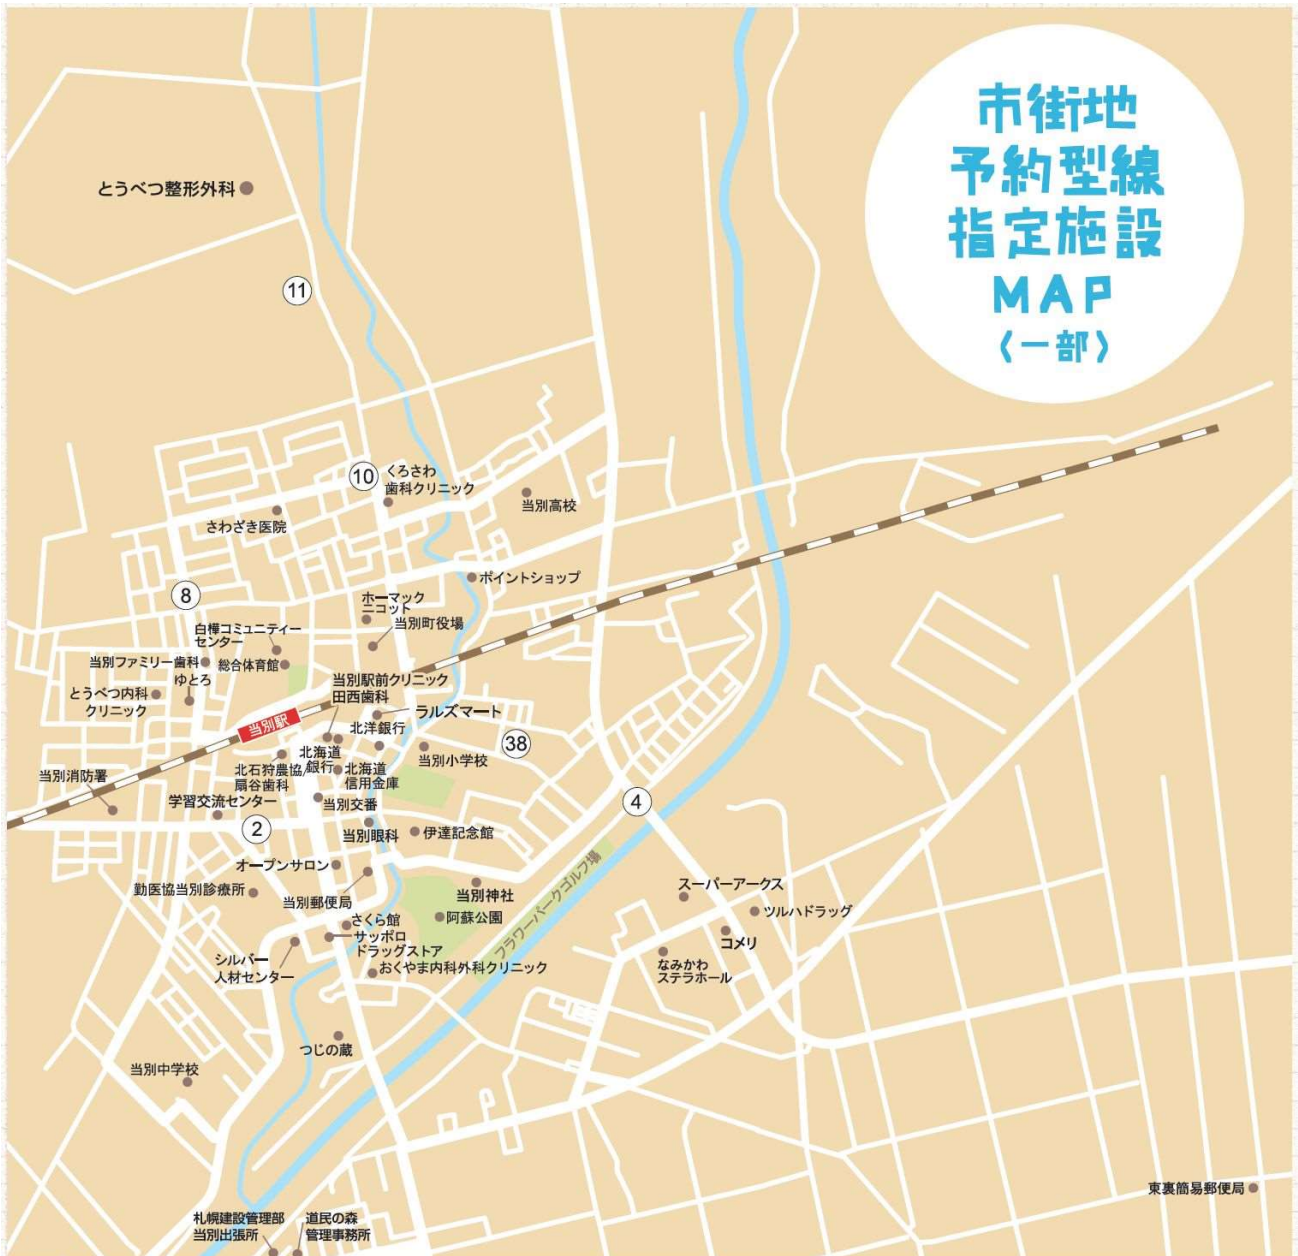 市街地
予約型線
指定施設
MAP
〈一部〉
とうべつ整形外科
11
10
くろさわ
歯科クリニック
当別高校
さわざき医院
ポイントショップ
8
ホーマック
ニコット
当別町役場
白樺コミュニティー
センター
当別ファミリー歯科
総合体育館
ゆとろ
とうべつ内科
クリニック
当別駅前クリニック
田西歯科
ラルズマート
当別駅
北洋銀行
38
当別小学校
北海道
銀行
北石狩農協
扇谷歯科
北海道
信用金庫
当別消防署
学習交流センター
当別交番
4
2
当別眼科
伊達記念館
オープンサロン
勤医協当別診療所
当別郵便局
当別神社
フラワーパークゴルフ場
スーパーアークス
ツルハドラッグ
阿蘇公園
さくら館
サッポロ
ドラッグストア
コメリ
シルバー
人材センター
おくやま内科外科クリニック
なみかわ
ステラホール
つじの蔵
当別中学校
東裏簡易郵便局
札幌建設管理部
当別出張所
道民の森
管理事務所